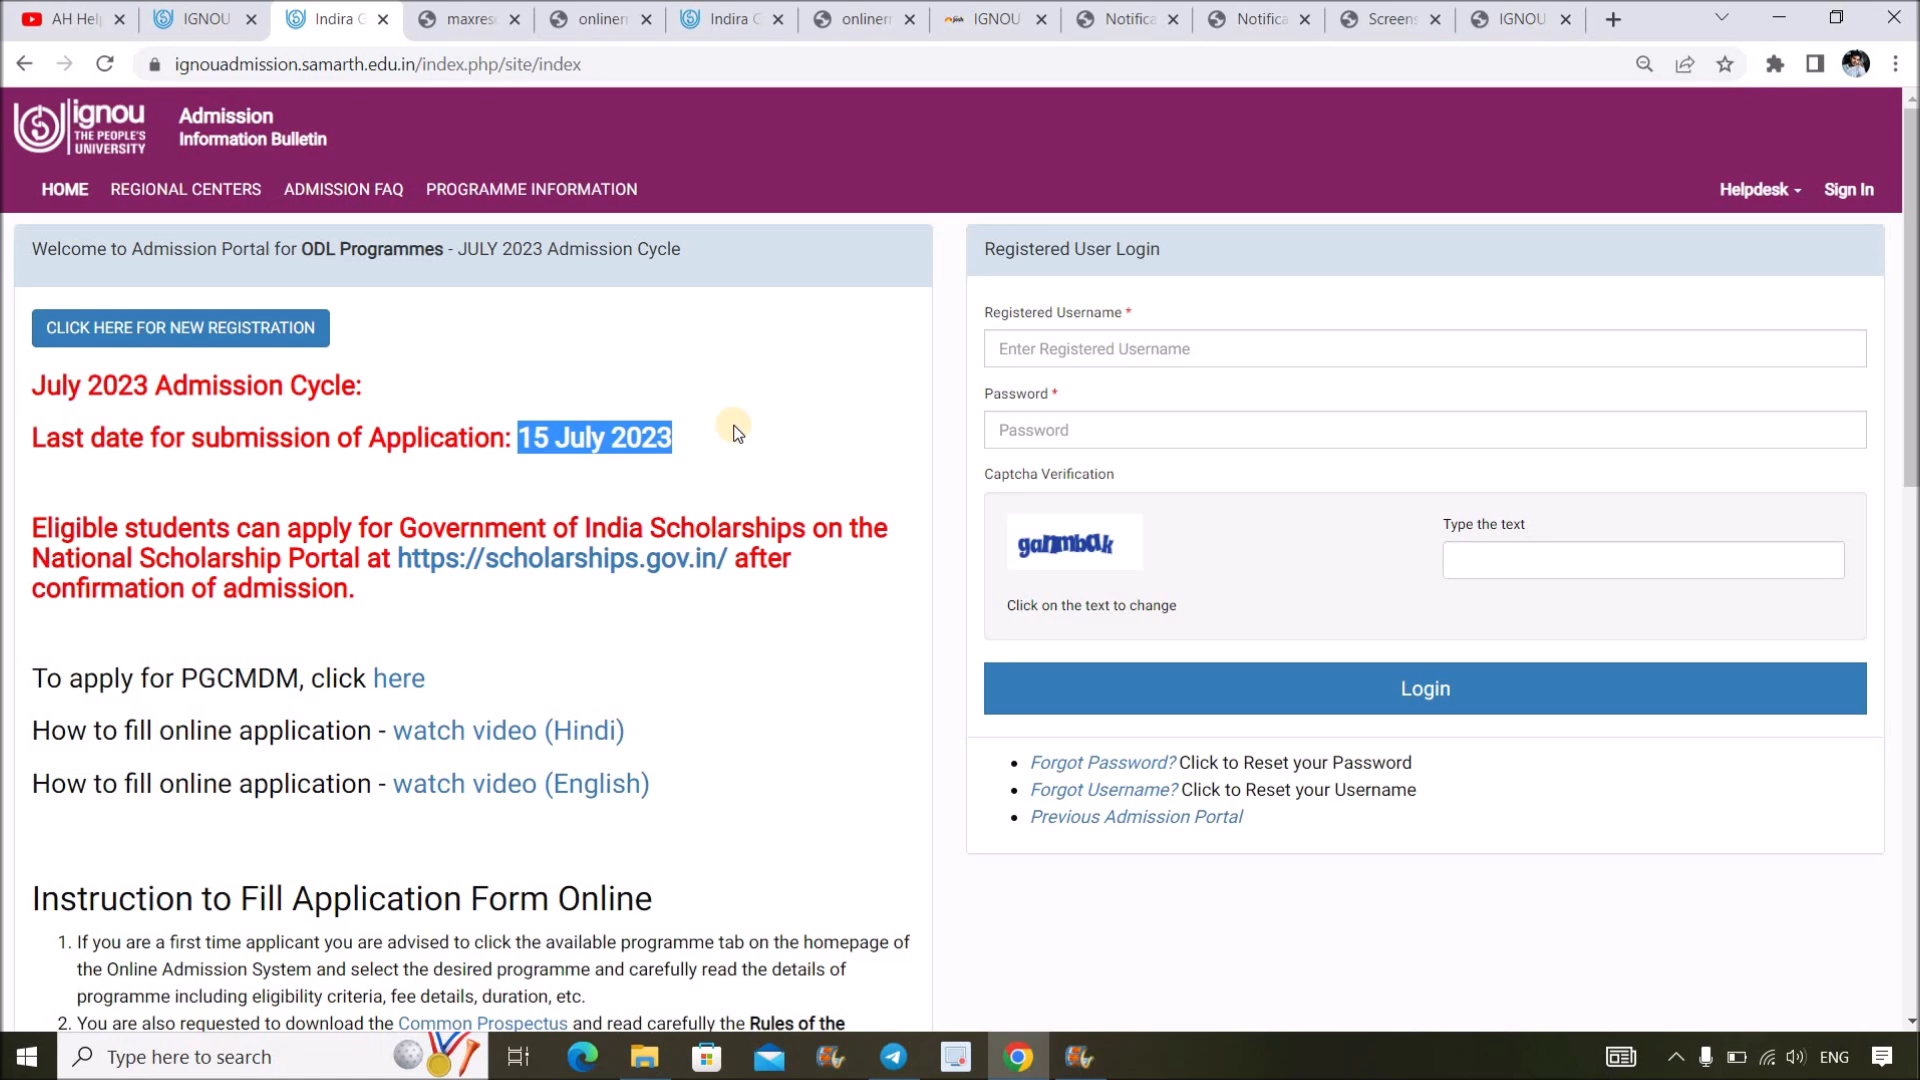 AH Hel
IGNOU
Indira G
maxres
onliner
Indira G
onliner
IGNOU
Notifica
Notifica
Screens
IGNOU
ignouadmission.samarth.edu.in/index.php/site/index
ignou
THE PEOPLE'S
UNIVERSITY
Admission
Information Bulletin
HOME REGIONAL CENTERS ADMISSION FAQ PROGRAMME INFORMATION
Helpdesk Sign In
Welcome to Admission Portal for ODL Programmes - JULY 2023 Admission Cycle
CLICK HERE FOR NEW REGISTRATION
July 2023 Admission Cycle:
Last date for submission of Application: 15 July 2023
Eligible students can apply for Government of India Scholarships on the
National Scholarship Portal at https://scholarships.gov.in/ after
confirmation of admission.
To apply for PGCMDM, click here
How to fill online application - watch video (Hindi)
How to fill online application - watch video (English)
Instruction to Fill Application Form Online
1. If you are a first time applicant you are advised to click the available programme tab on the homepage of
the Online Admission System and select the desired programme and carefully read the details of
programme including eligibility criteria, fee details, duration, etc.
2. You are also requested to download the Common Prospectus and read carefully the Rules of the
Registered User Login
Registered Username *
Enter Registered Username
Password *
Password
Captcha Verification
Type the text
Click on the text to change
Login
Forgot Password? Click to Reset your Password
Forgot Username? Click to Reset your Username
Previous Admission Portal
Type here to search
ENG